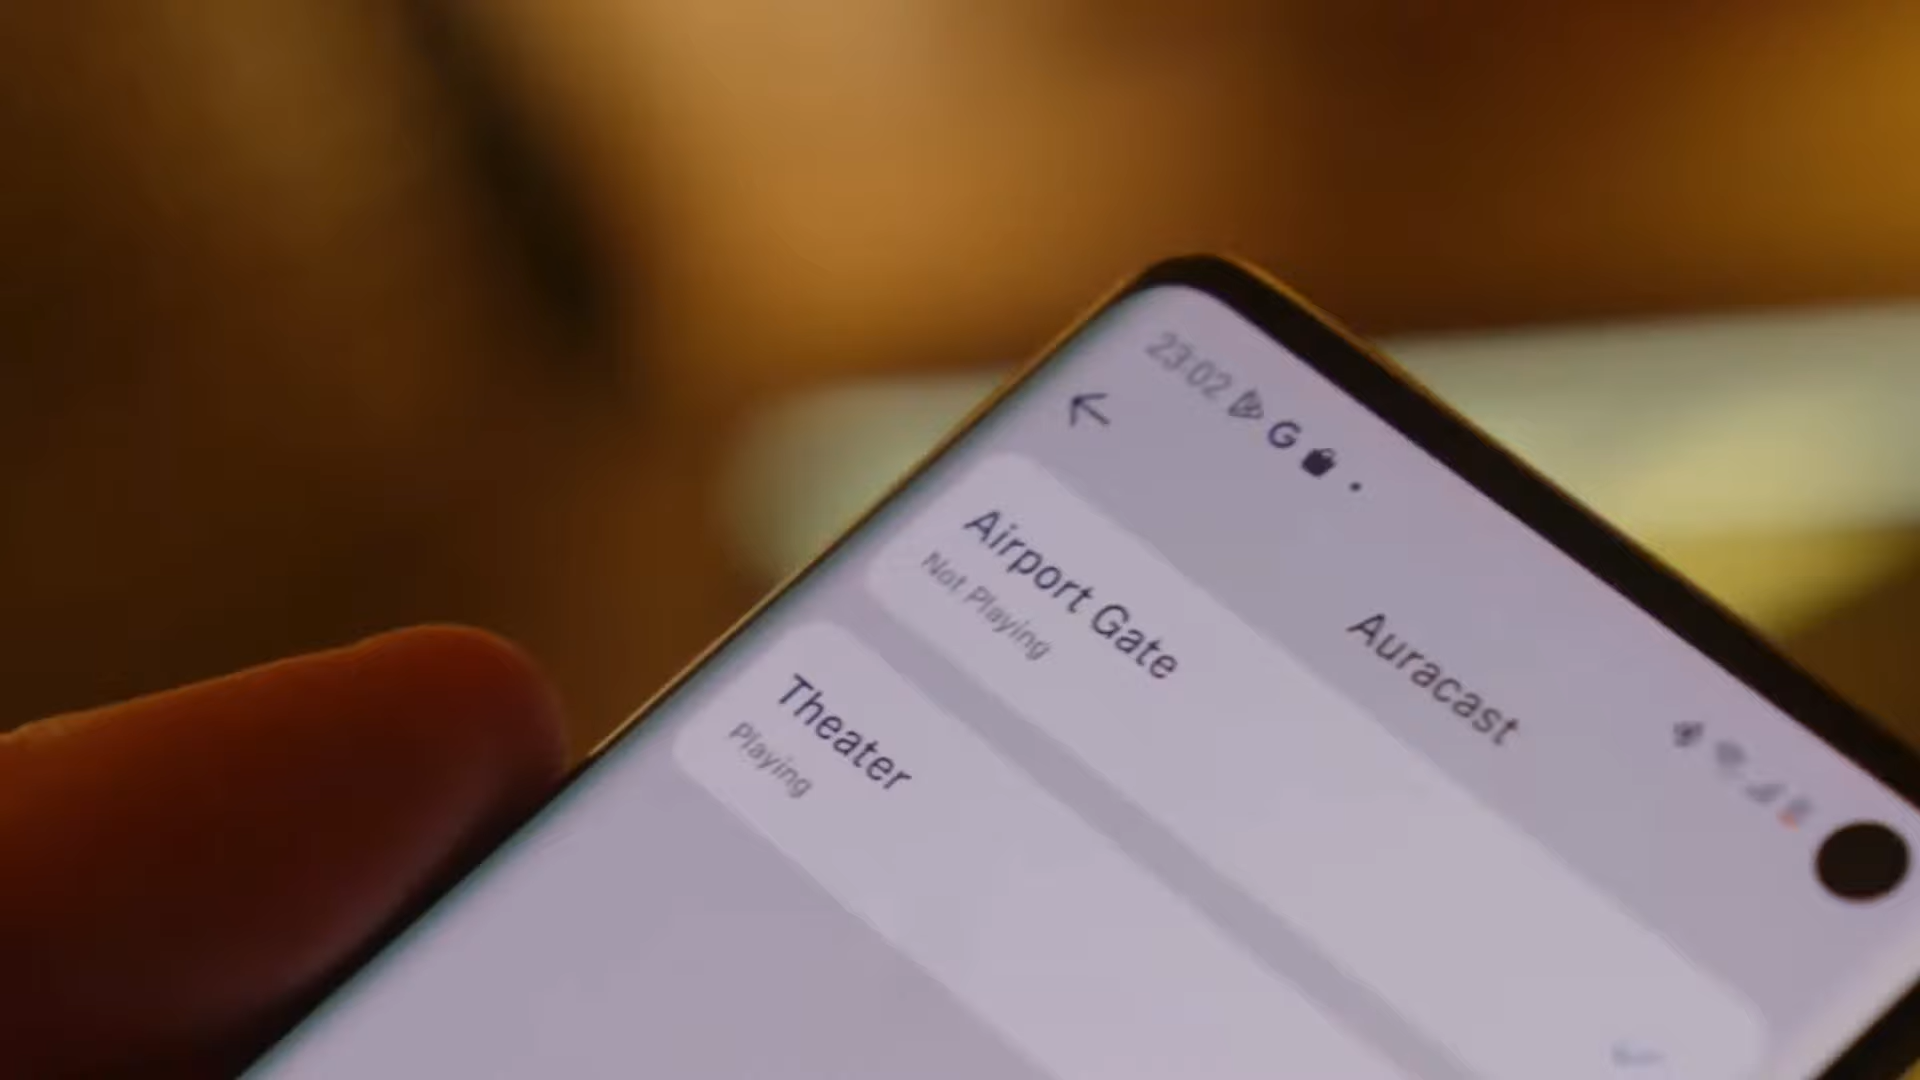 23:02 G
Auracast
Airport Gate
Not Playing
Theater
Playing